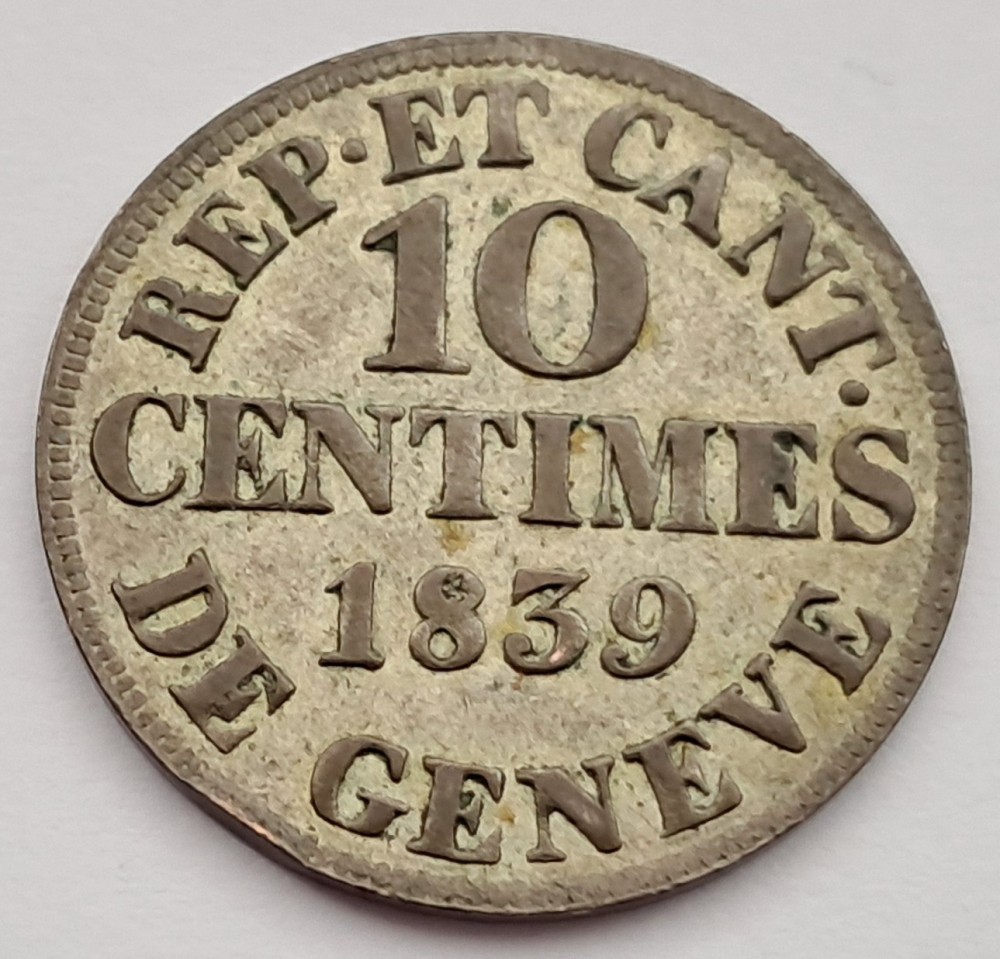 REP· ET CANT·
10
CENTIMES
1839
DE GENEVE